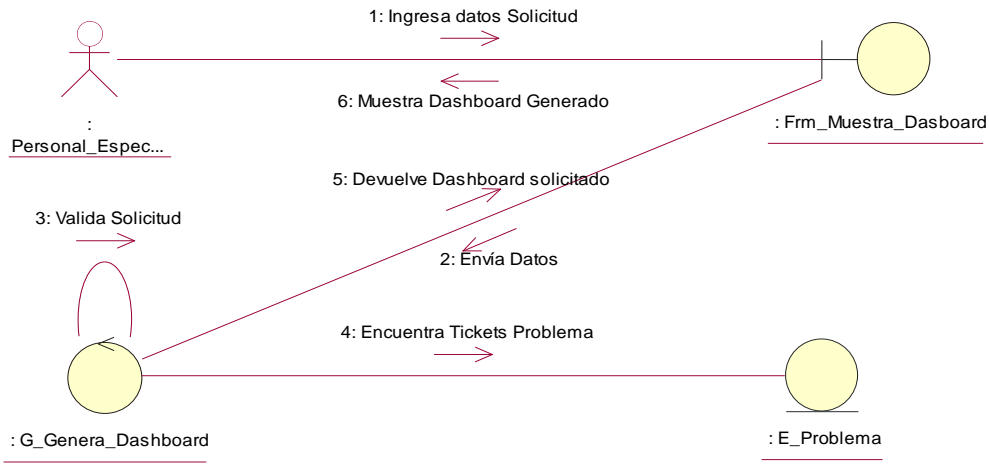 1: Ingresa datos Solicitud
6: Muestra Dashboard Generado
:
Personal_Espec...
: Frm_Muestra_Dasboard
5: Devuelve Dashboard solicitado
3: Valida Solicitud
2: Envía Datos
4: Encuentra Tickets Problema
: G_Genera_Dashboard
: E_Problema